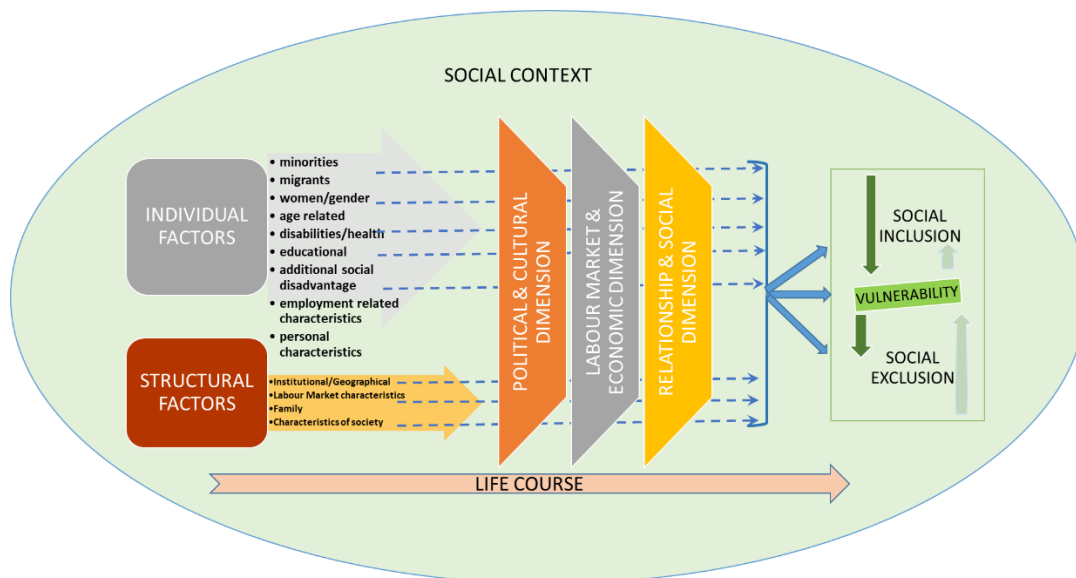 SOCIAL CONTEXT
INDIVIDUAL
FACTORS
• minorities
• migrants
• women/gender
• age related
• disabilities/health
• educational
• additional social
disadvantage
• employment related
characteristics
• personal
characteristics
STRUCTURAL
FACTORS
•Institutional/Geographical
•Labour Market characteristics
•Family
•Characteristics of society
POLITICAL & CULTURAL
DIMENSION
LABOUR MARKET &
ECONOMIC DIMENSION
RELATIONSHIP & SOCIAL
DIMENSION
SOCIAL
INCLUSION
VULNERABILITY
SOCIAL
EXCLUSION
LIFE COURSE